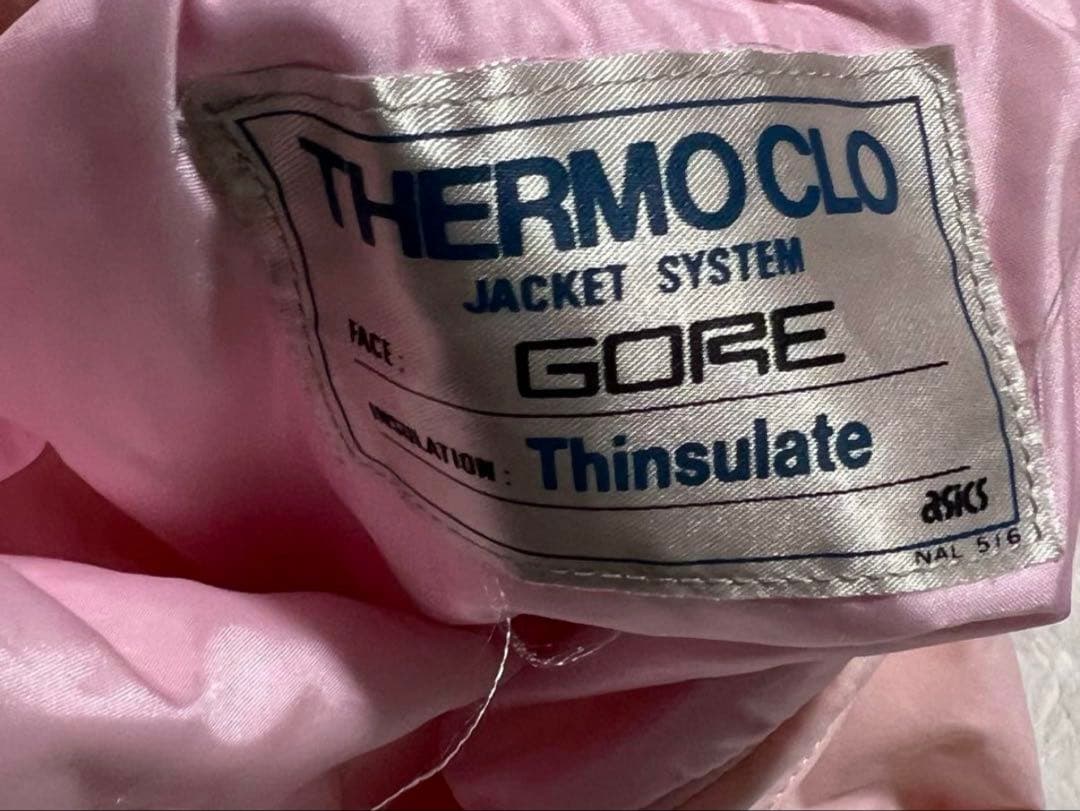 THERMO CLO
JACKET SYSTEM
FACE: GORE
INSULATION: Thinsulate
asics
NAL 516